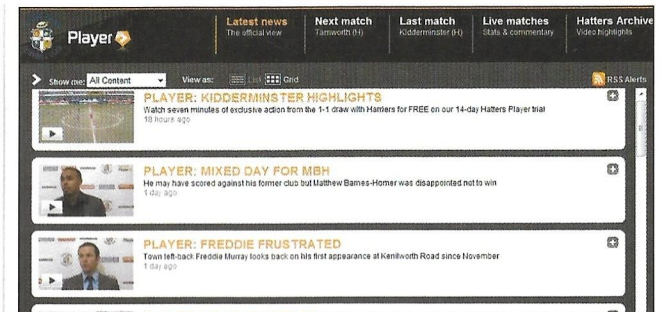 Player
Latest news
The official view
Next match
Tamworth (H)
Last match
Kidderminster (H)
Live matches
Stats & commentary
Hatters Archive
Video highlights
Show me: All Content
View as: List Grid
RSS Alerts
PLAYER: KIDDERMINSTER HIGHLIGHTS
Watch seven minutes of exclusive action from the 1-1 draw with Harriers for FREE on our 14-day Hatters Player trial
18 hours ago
PLAYER: MIXED DAY FOR MBH
He may have scored against his former club but Matthew Barnes-Homer was disappointed not to win
1 day ago
PLAYER: FREDDIE FRUSTRATED
Town left-back Freddie Murray looks back on his first appearance at Kenilworth Road since November
1 day ago